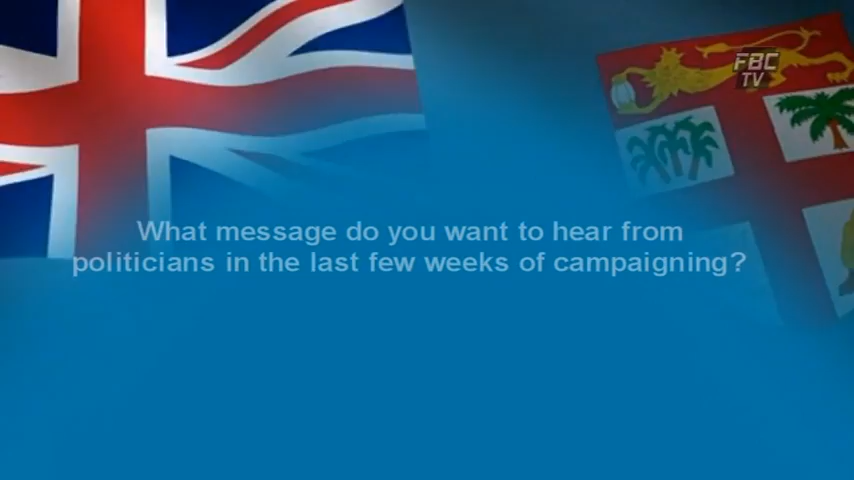 FBC
TV
What message do you want to hear from
politicians in the last few weeks of campaigning?